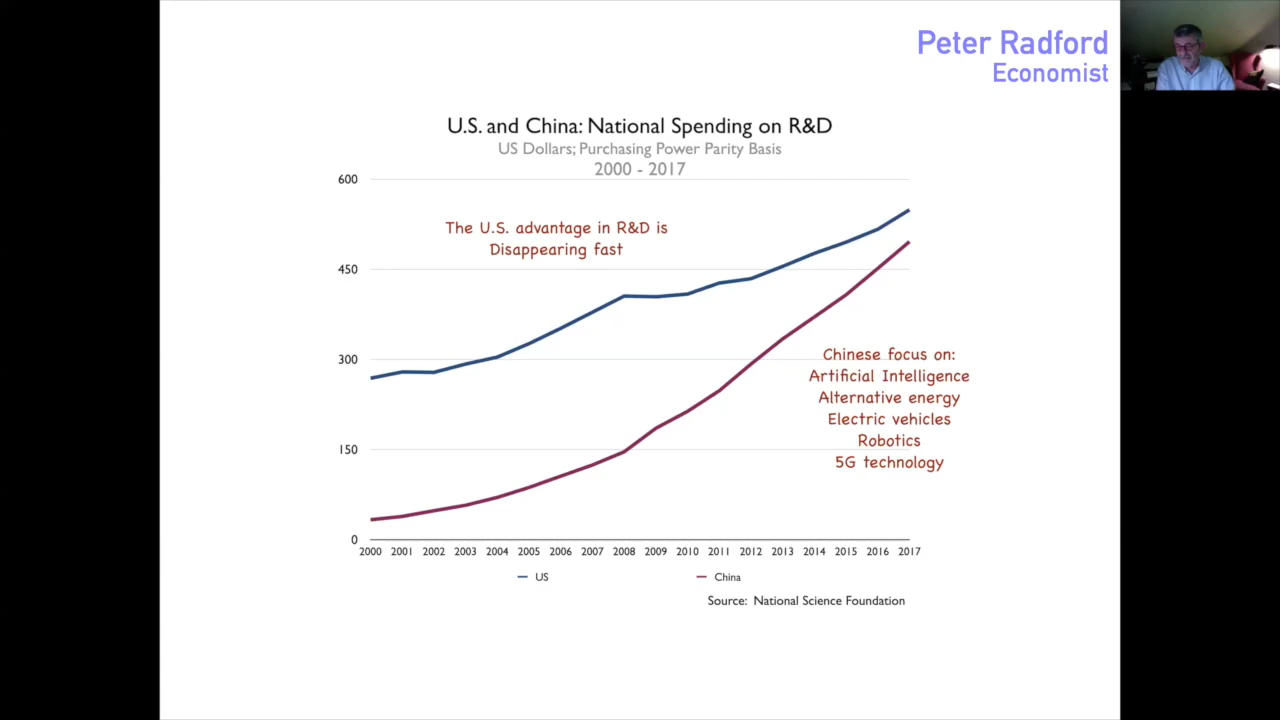 Peter Radford
Economist
U.S. and China: National Spending on R&D
US Dollars; Purchasing Power Parity Basis
2000 - 2017
600
The U.S. advantage in R&D is
Disappearing fast
450
300
Chinese focus on:
Artificial Intelligence
Alternative energy
Electric vehicles
Robotics
150
5G technology
0
2000 2001 2002 2003 2004 2005 2006 2007 2008 2009 2010 2011 2012 2013 2014 2015 2016 2017
US China
Source: National Science Foundation